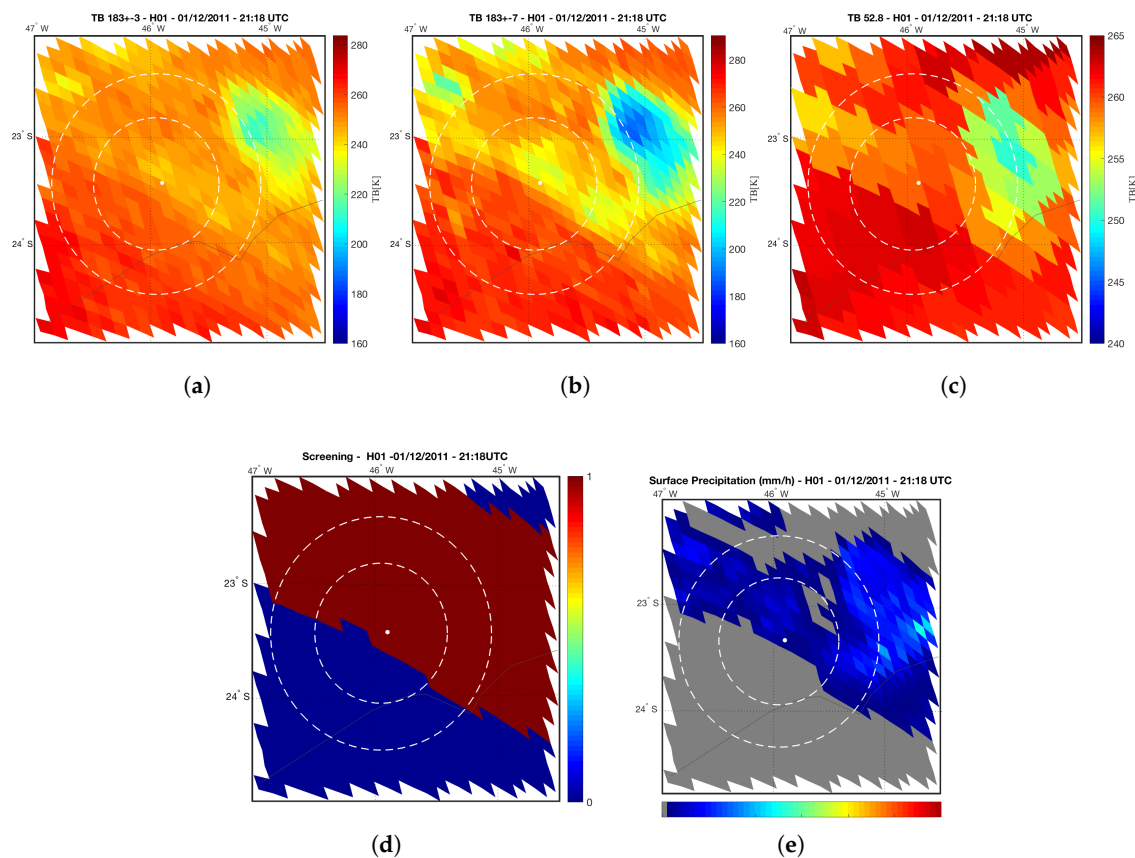 TB 183+-3 - H01 - 01/12/2011 - 21:18 UTC
47° W
46°
45°
23° S
24° S
280
260
240
220
200
180
160
TB[K]
(a)
TB 183+-7 - H01 - 01/12/2011 - 21:18 UTC
47° W
46°
45°
23° S
24° S
280
260
240
220
200
180
160
TB[K]
(b)
TB 52.8 - H01 - 01/12/2011 - 21:18 UTC
47° W
46°
45°
23° S
24° S
265
260
255
250
245
240
TB[K]
(c)
Screening - H01 -01/12/2011 - 21:18UTC
47° W
46°
45° W
23° S
24° S
1
0
(d)
Surface Precipitation (mm/h) - H01 - 01/12/2011 - 21:18 UTC
47° W
46° W
45° W
23° S
24° S
(e)